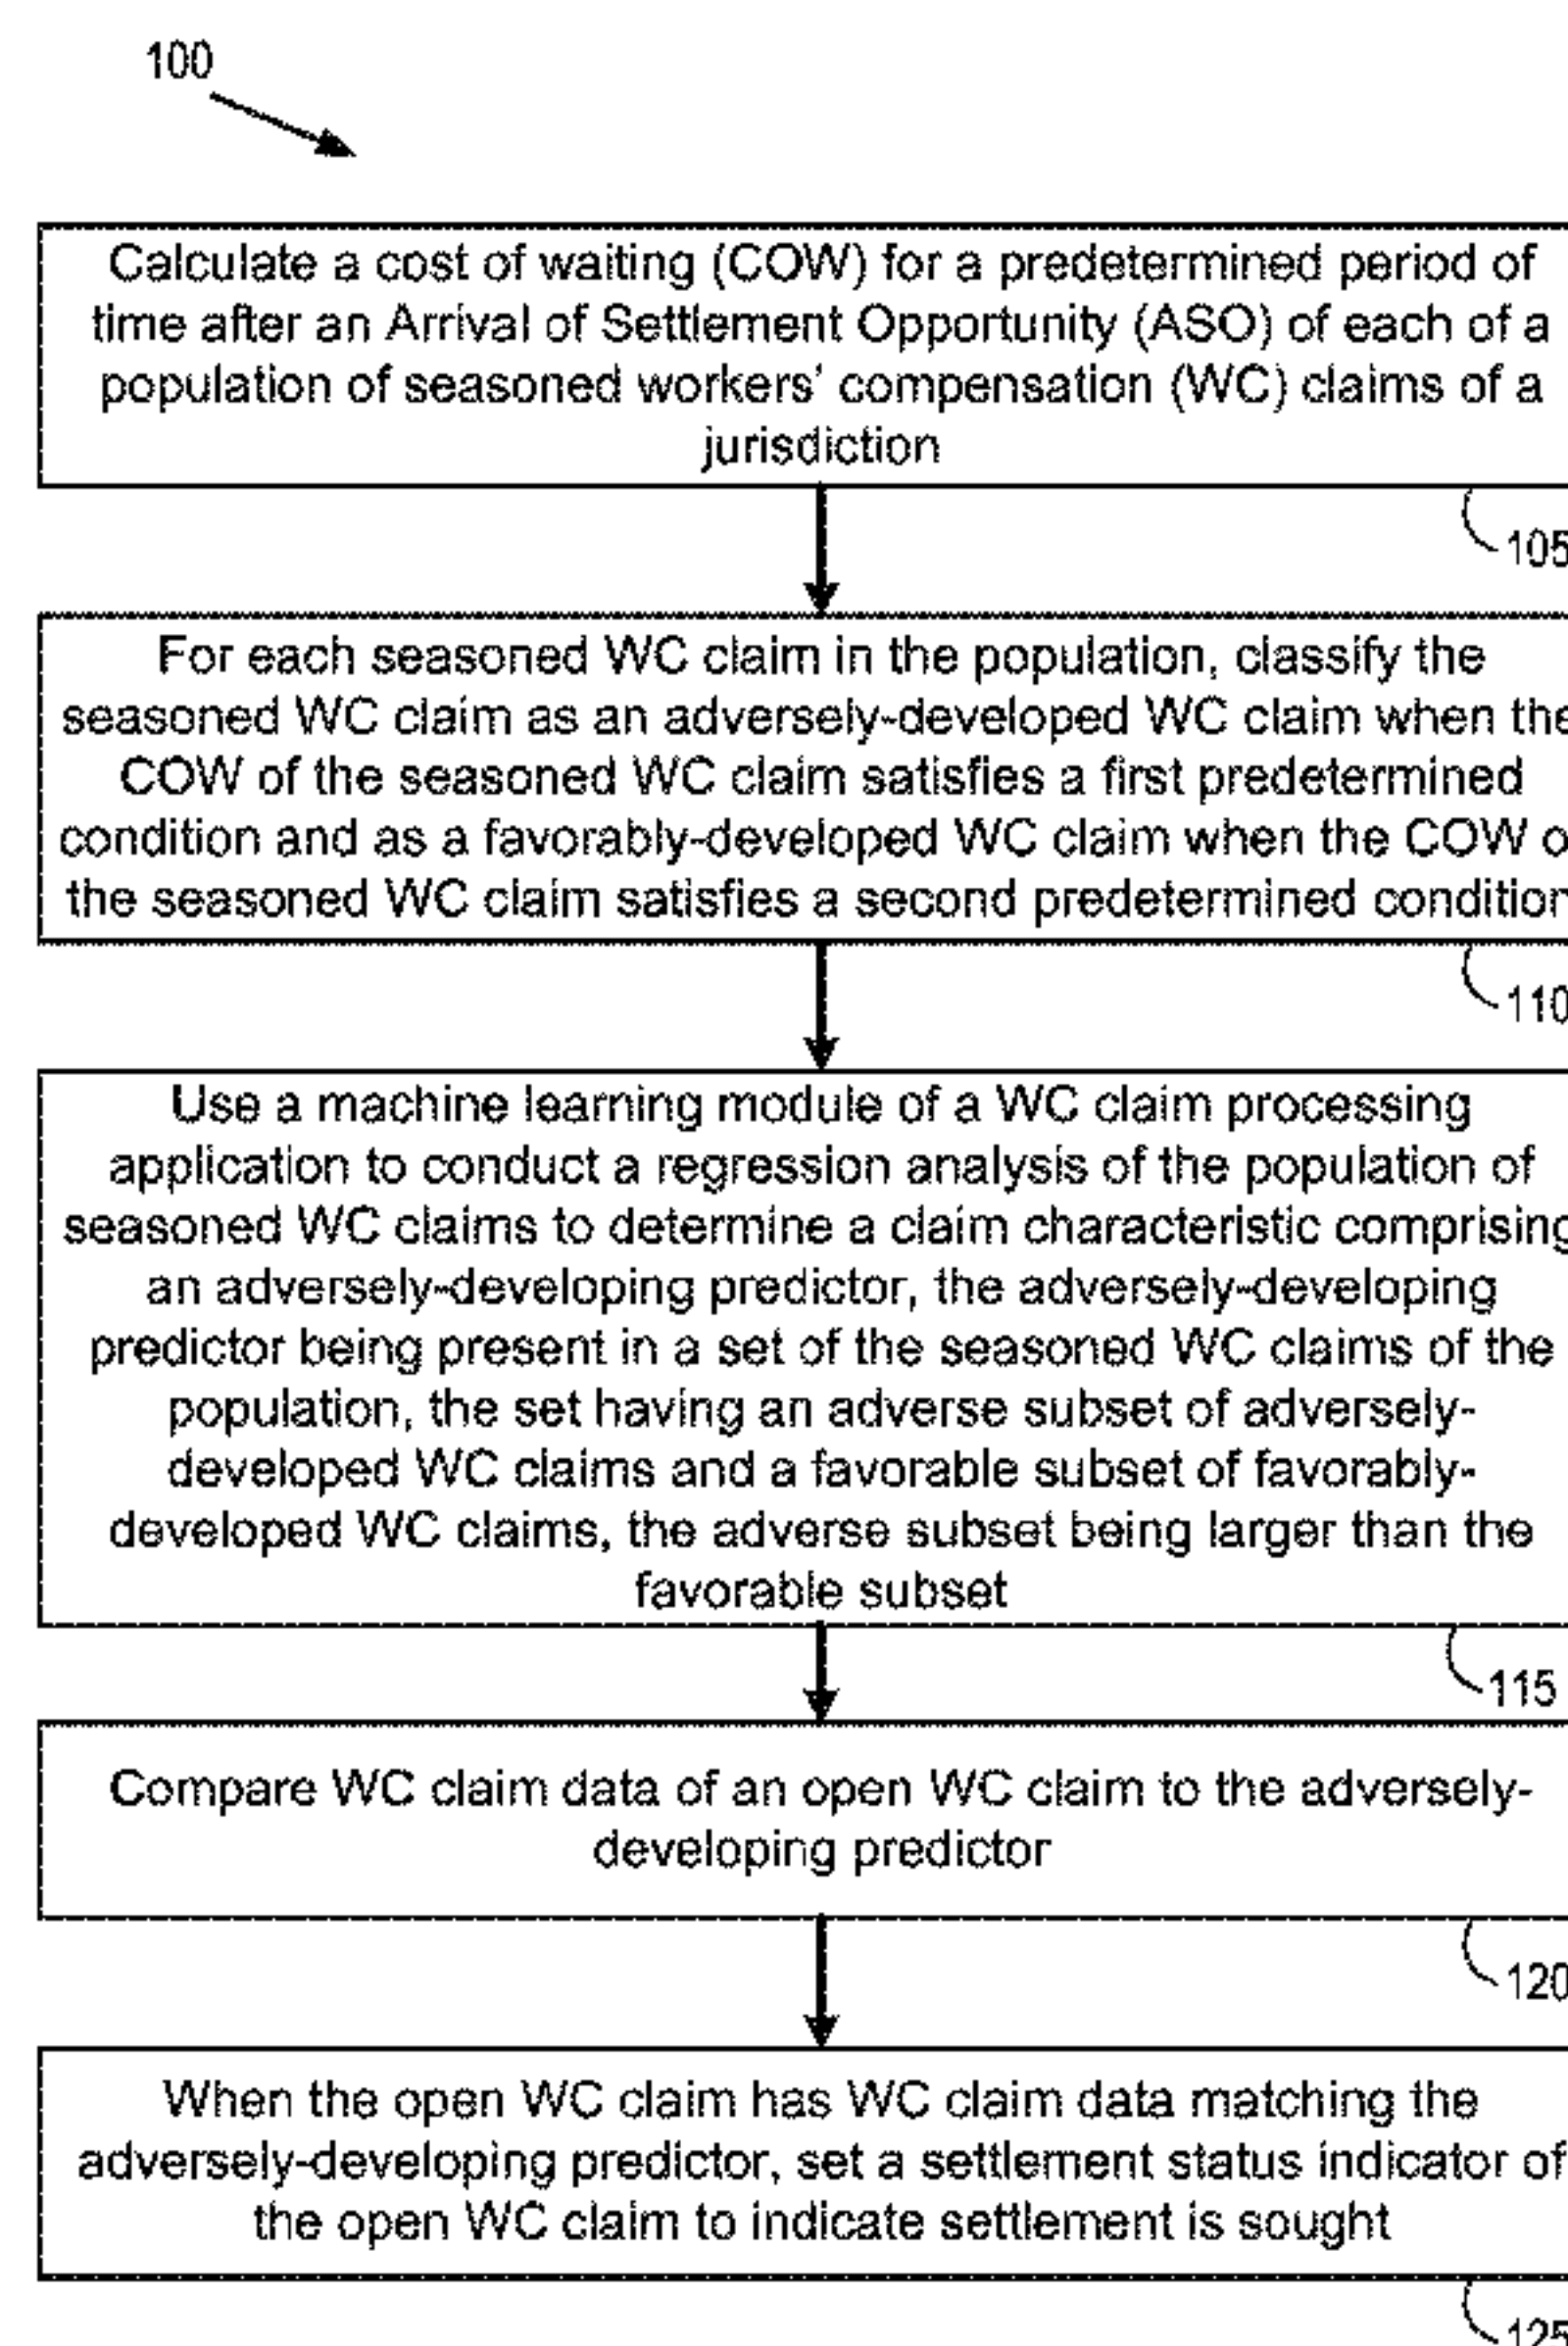 100
Calculate a cost of waiting (COW) for a predetermined period of
time after an Arrival of Settlement Opportunity (ASO) of each of a
population of seasoned workers' compensation (WC) claims of a
jurisdiction
105
For each seasoned WC claim in the population, classify the
seasoned WC claim as an adversely-developed WC claim when the
COW of the seasoned WC claim satisfies a first predetermined
condition and as a favorably-developed WC claim when the COW o
the seasoned WC claim satisfies a second predetermined condition
110
Use a machine learning module of a WC claim processing
application to conduct a regression analysis of the population of
seasoned WC claims to determine a claim characteristic comprising
an adversely-developing predictor, the adversely-developing
predictor being present in a set of the seasoned WC claims of the
population, the set having an adverse subset of adversely-
developed WC claims and a favorable subset of favorably-
developed WC claims, the adverse subset being larger than the
favorable subset
115
Compare WC claim data of an open WC claim to the adversely-
developing predictor
120
When the open WC claim has WC claim data matching the
adversely-developing predictor, set a settlement status indicator of
the open WC claim to indicate settlement is sought
125